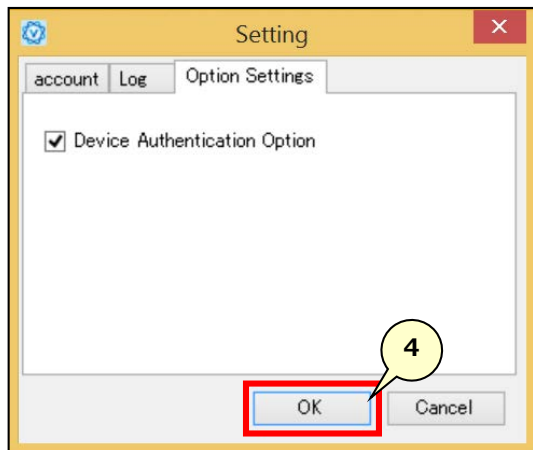 Setting
account Log Option Settings
Device Authentication Option
4
OK Cancel